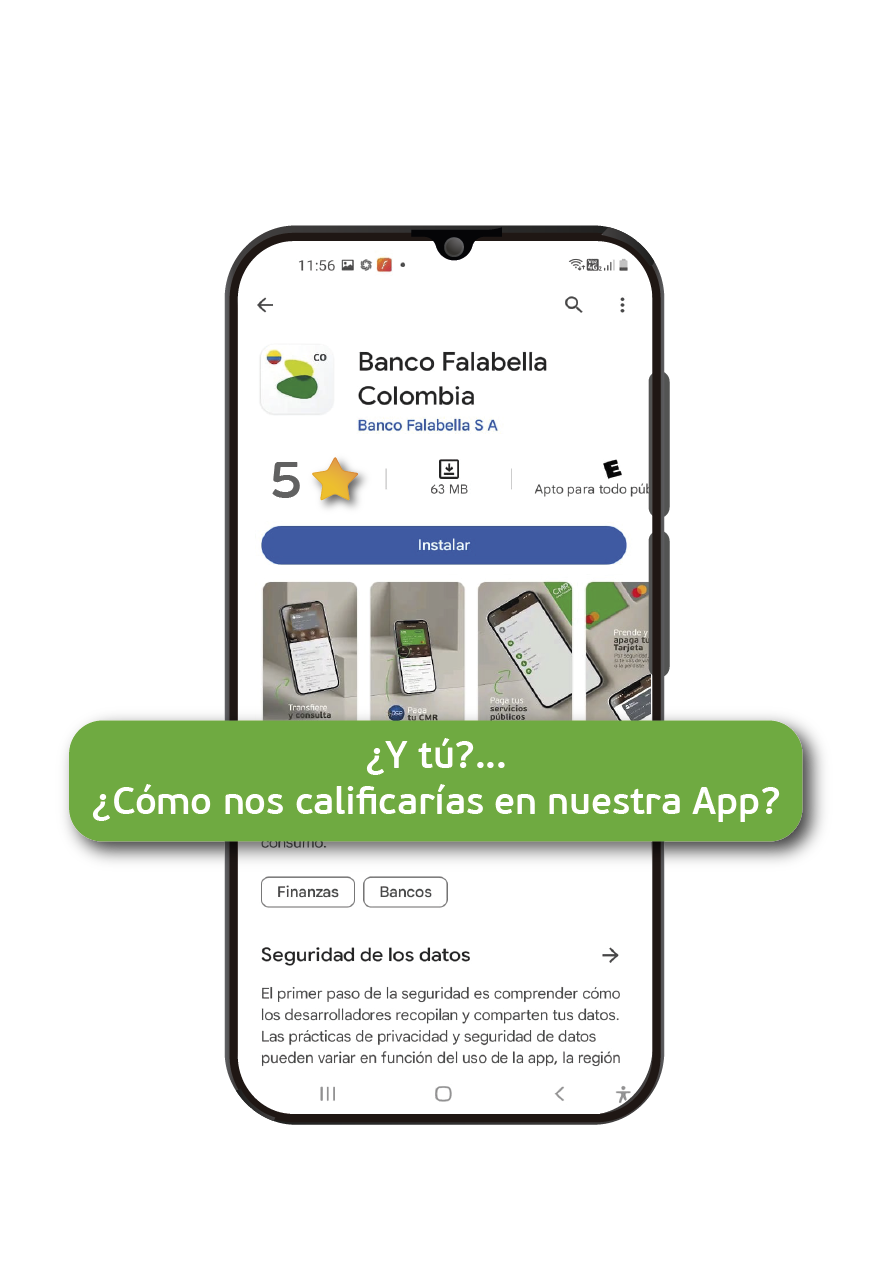 11:56
CO
Banco Falabella
Colombia
Banco Falabella S A
5
63 MB
E
Apto para todo púb
Instalar
Transfiere
y consulta
Paga
tu CMR
Paga tus
servicios
públicos
CMR
Prende y
apaga tu
Tarjeta
¿Y tú?...
¿Cómo nos calificarías en nuestra App?
consumo.
Finanzas
Bancos
Seguridad de los datos
El primer paso de la seguridad es comprender cómo
los desarrolladores recopilan y comparten tus datos.
Las prácticas de privacidad y seguridad de datos
pueden variar en función del uso de la app, la región